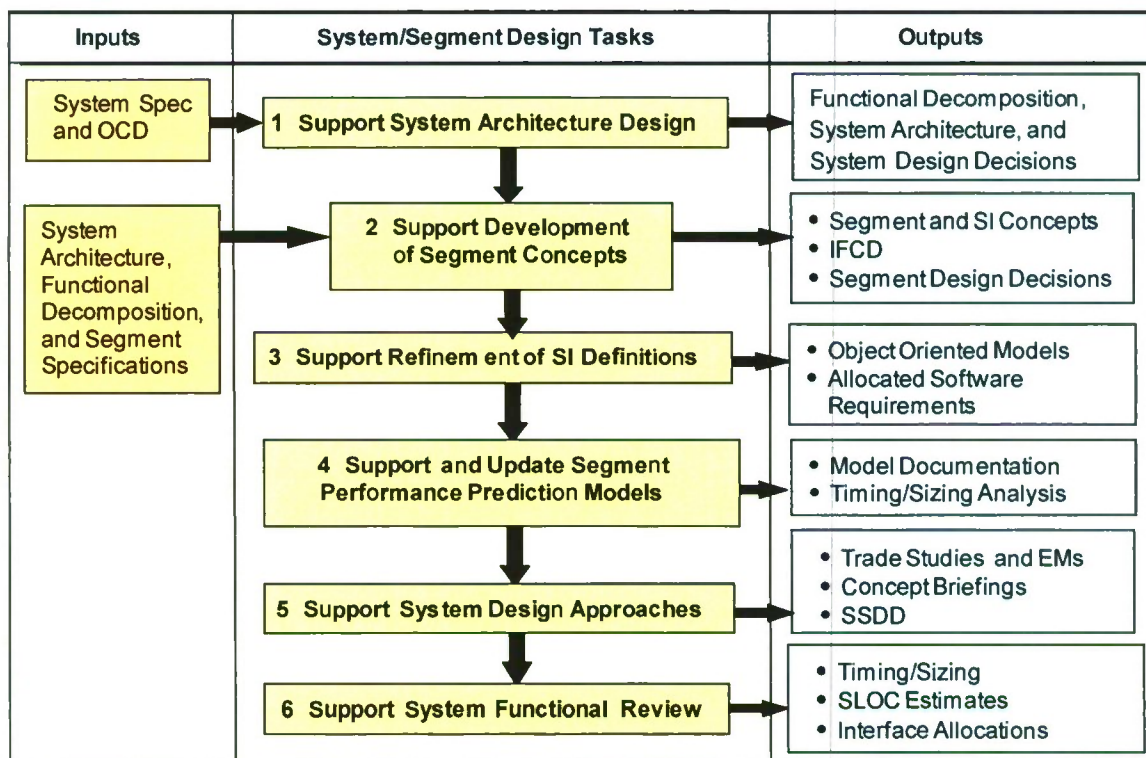 Inputs
System/Segment Design Tasks
Outputs
System Spec
and OCD
1 Support System Architecture Design
Functional Decomposition,
System Architecture, and
System Design Decisions
System
Architecture,
Functional
Decomposition,
and Segment
Specifications
2 Support Development
of Segment Concepts
• Segment and SI Concepts
• IFCD
• Segment Design Decisions
3 Support Refinement of SI Definitions
• Object Oriented Models
• Allocated Software
Requirements
4 Support and Update Segment
Performance Prediction Models
• Model Documentation
• Timing/Sizing Analysis
5 Support System Design Approaches
• Trade Studies and EMs
• Concept Briefings
• SSDD
6 Support System Functional Review
• Timing/Sizing
• SLOC Estimates
• Interface Allocations